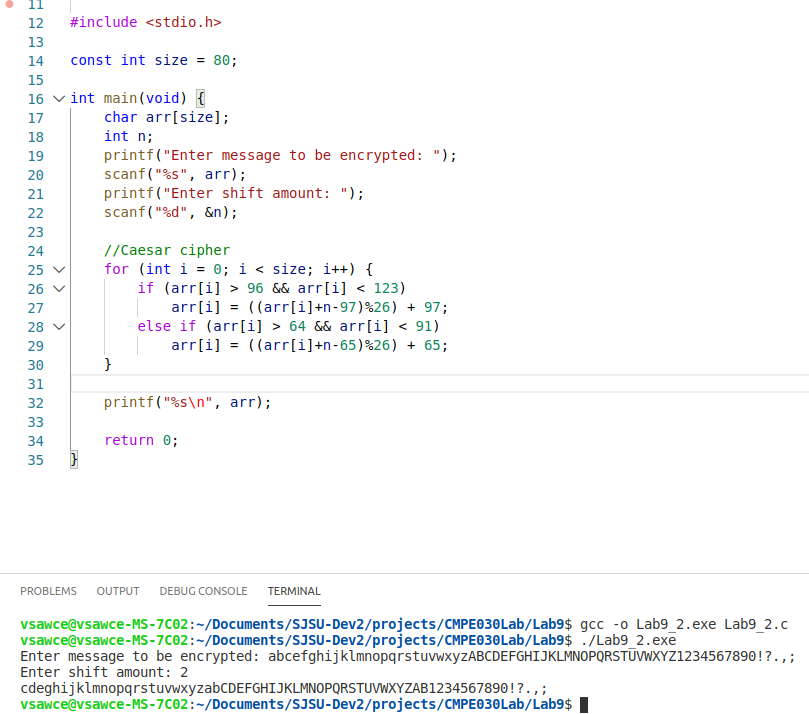 11
12 #include <stdio.h>
13
14 const int size = 80;
15
16 int main(void) {
17     char arr[size];
18     int n;
19     printf("Enter message to be encrypted: ");
20     scanf("%s", arr);
21     printf("Enter shift amount: ");
22     scanf("%d", &n);
23
24     //Caesar cipher
25     for (int i = 0; i < size; i++) {
26         if (arr[i] > 96 && arr[i] < 123)
27             arr[i] = ((arr[i]+n-97)%26) + 97;
28         else if (arr[i] > 64 && arr[i] < 91)
29             arr[i] = ((arr[i]+n-65)%26) + 65;
30     }
31
32     printf("%s\n", arr);
33
34     return 0;
35 }
PROBLEMS OUTPUT DEBUG CONSOLE TERMINAL
vsawce@vsawce-MS-7C02:~/Documents/SJSU-Dev2/projects/CMPE030Lab/Lab9$ gcc -o Lab9_2.exe Lab9_2.c
vsawce@vsawce-MS-7C02:~/Documents/SJSU-Dev2/projects/CMPE030Lab/Lab9$ ./Lab9_2.exe
Enter message to be encrypted: abcefghijklmnopqrstuvwxyzABCDEFGHIJKLMNOPQRSTUVWXYZ1234567890!?.,;
Enter shift amount: 2
cdeghijklmnopqrstuvwxyzabCDEFGHIJKLMNOPQRSTUVWXYZAB1234567890!?.,;
vsawce@vsawce-MS-7C02:~/Documents/SJSU-Dev2/projects/CMPE030Lab/Lab9$